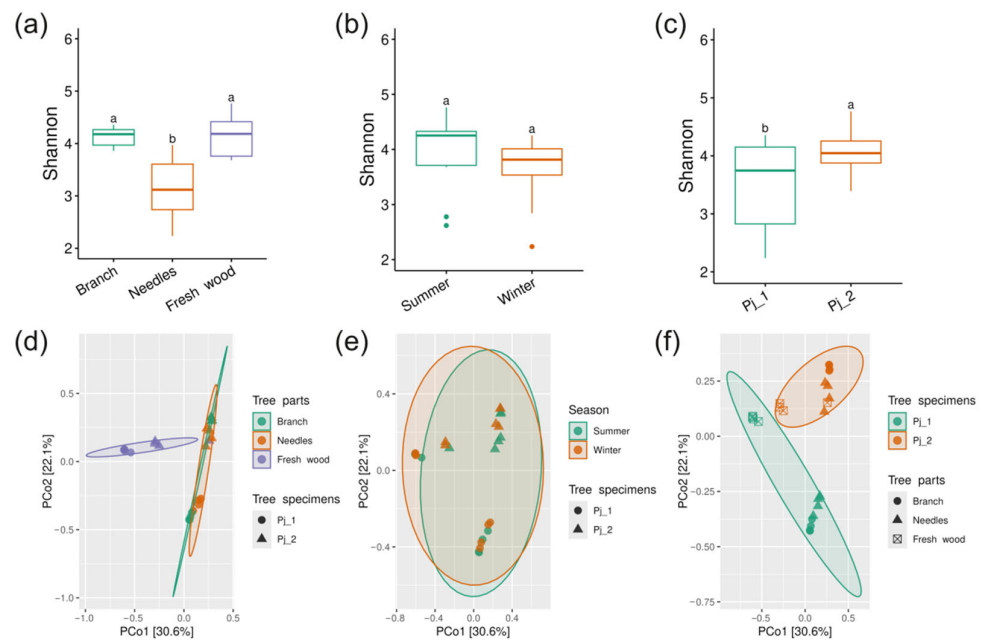 (a)
(b)
(c)
Shannon
6
5
4
3
2
a
b
a
Branch
Needles
Fresh wood
Shannon
6
5
4
3
2
a
a
Summer
Winter
Shannon
6
5
4
3
2
b
a
Pj_1
Pj_2
(d)
(e)
(f)
PCo2 [22.1%]
0.5
0.0
−0.5
−1.0
−1.0
−0.5
0.0
0.5
PCo1 [30.6%]
Tree parts
Branch
Needles
Fresh wood
Tree specimens
Pj_1
Pj_2
PCo2 [22.1%]
0.4
0.0
−0.4
−0.8
−0.4
0.0
0.4
PCo1 [30.6%]
Season
Summer
Winter
Tree specimens
Pj_1
Pj_2
PCo2 [22.1%]
0.25
0.00
−0.25
−0.50
−0.75
−0.5
0.0
0.5
PCo1 [30.6%]
Tree specimens
Pj_1
Pj_2
Tree parts
Branch
Needles
Fresh wood